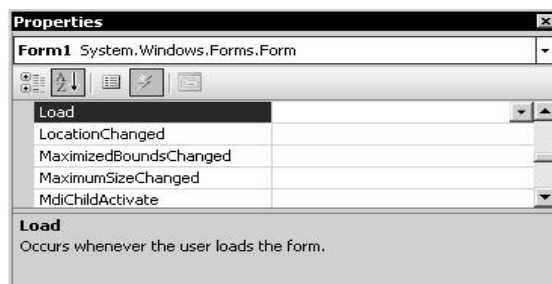 Properties
Form1 System.Windows.Forms.Form
Load
LocationChanged
MaximizedBoundsChanged
MaximumSizeChanged
MdiChildActivate
Load
Occurs whenever the user loads the form.